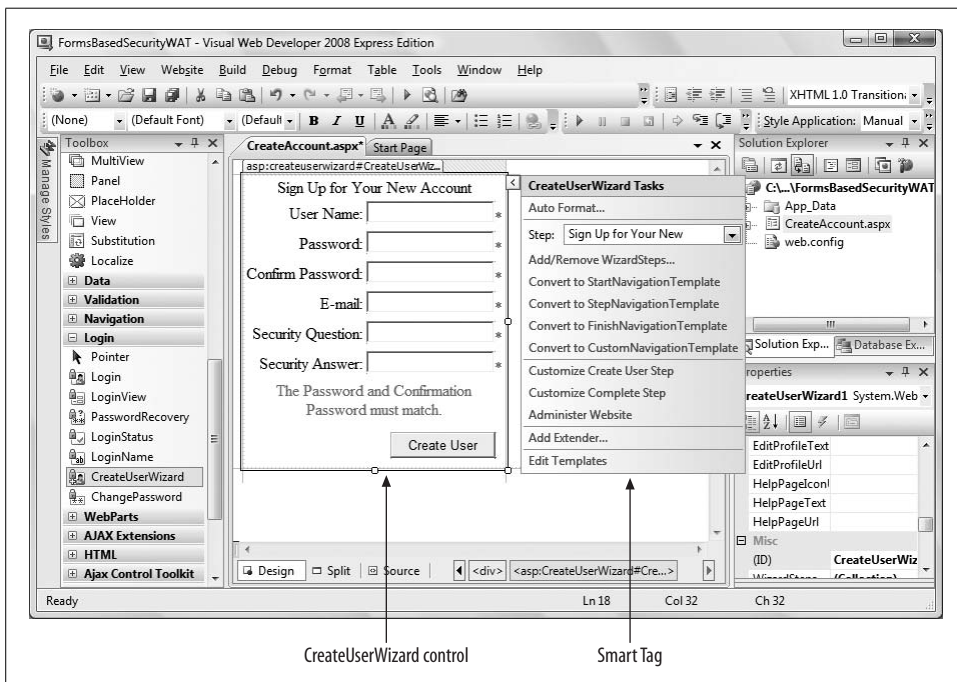 FormsBasedSecurityWAT - Visual Web Developer 2008 Express Edition
File Edit View Website Build Debug Format Table Tools Window Help
XHTML 1.0 Transition
(None) (Default Font) (Default B I U A Style Application: Manual
Manage Styles
Toolbox
MultiView
Panel
PlaceHolder
View
Substitution
Localize
Data
Validation
Navigation
Login
Pointer
Login
LoginView
PasswordRecovery
LoginStatus
LoginName
CreateUserWizard
ChangePassword
WebParts
AJAX Extensions
HTML
Ajax Control Toolkit
CreateAccount.aspx* Start Page
asp:createuserwizard#CreateUserWiz...
Sign Up for Your New Account
User Name: *
Password: *
Confirm Password: *
E-mail: *
Security Question: *
Security Answer: *
The Password and Confirmation
Password must match.
Create User
CreateUserWizard Tasks
Auto Format...
Step: Sign Up for Your New
Add/Remove WizardSteps...
Convert to StartNavigationTemplate
Convert to StepNavigationTemplate
Convert to FinishNavigationTemplate
Convert to CustomNavigationTemplate
Customize Create User Step
Customize Complete Step
Administer Website
Add Extender...
Edit Templates
Design Split Source <div> <asp:CreateUserWizard#Cre...>
Solution Explorer
C:\...\FormsBasedSecurityWAT
App_Data
CreateAccount.aspx
web.config
Solution Exp... Database Ex...
roperties
reateUserWizard1 System.Web
EditProfileText
EditProfileUrl
HelpPageIconU
HelpPageText
HelpPageUrl
Misc
(ID) CreateUserWiz
WizardSteps (Collection)
Ready Ln 18 Col 32 Ch 32
CreateUserWizard control Smart Tag